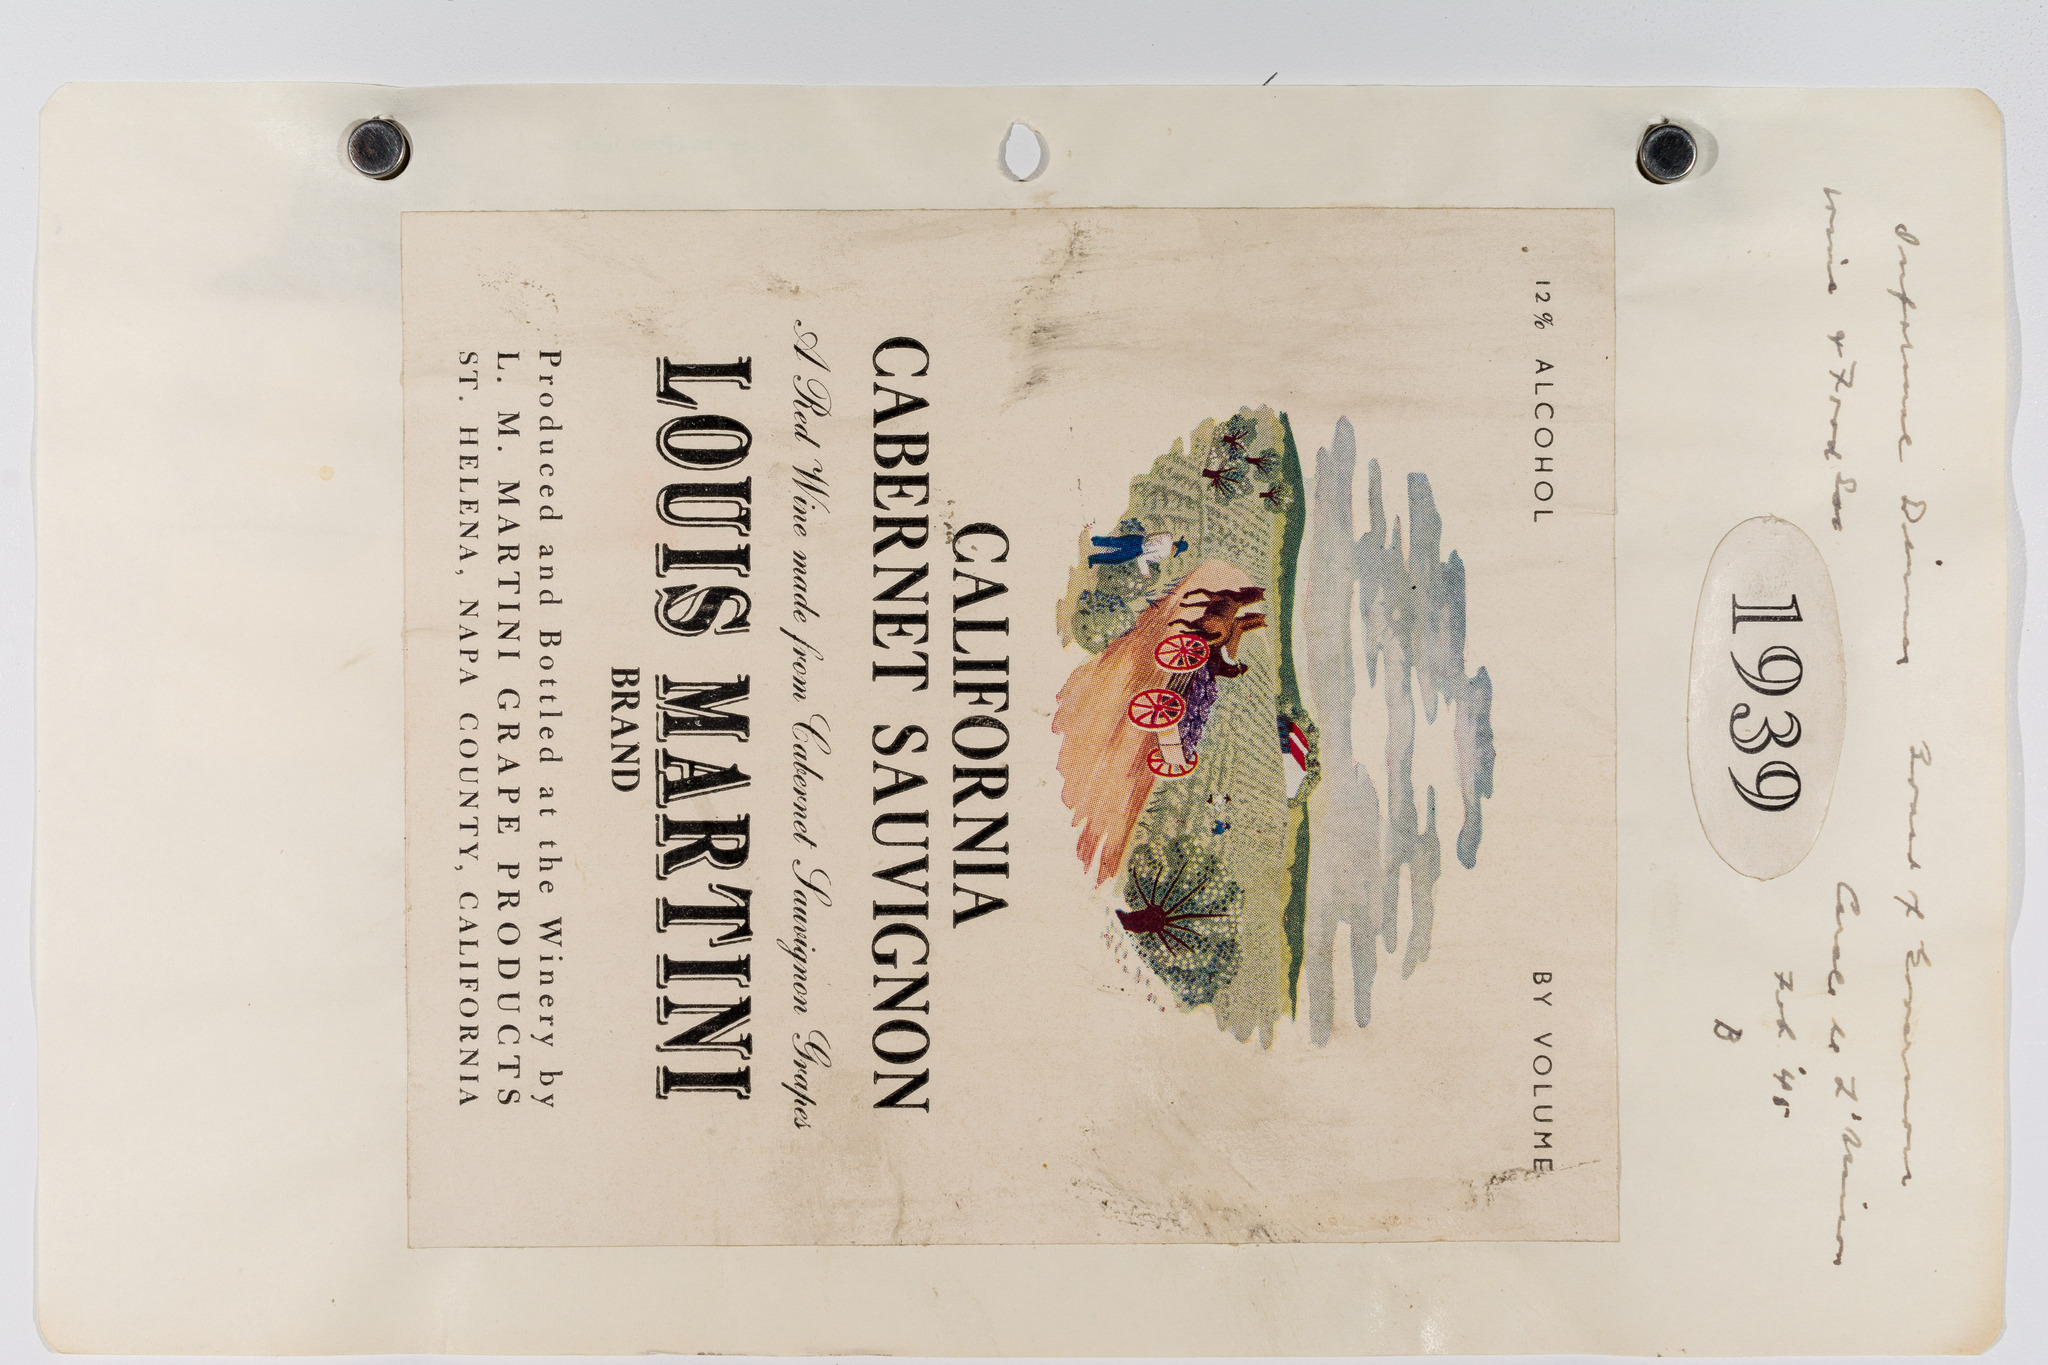 Informal Dinner Board of Governors
Wine & Food Soc Cercle de L'Union
Feb '45
B
1939
12% ALCOHOL BY VOLUME
CALIFORNIA
CABERNET SAUVIGNON
A Red Wine made from Cabernet Sauvignon Grapes
LOUIS MARTINI
BRAND
Produced and Bottled at the Winery by
L. M. MARTINI GRAPE PRODUCTS
ST. HELENA, NAPA COUNTY, CALIFORNIA